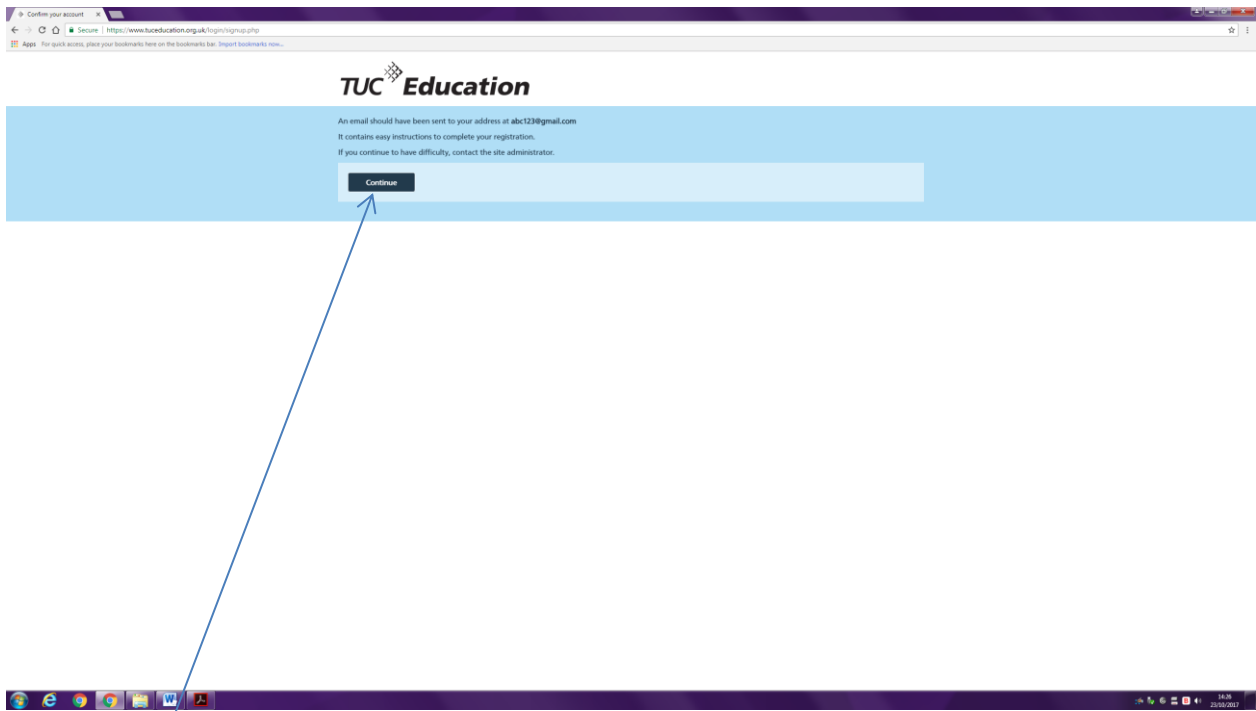 Confirm your account
Secure | https://www.tuceducation.org.uk/login/signup.php
Apps For quick access, place your bookmarks here on the bookmarks bar. Import bookmarks now...
TUC Education
An email should have been sent to your address at abc123@gmail.com
It contains easy instructions to complete your registration.
If you continue to have difficulty, contact the site administrator.
Continue
14:26
23/10/2017